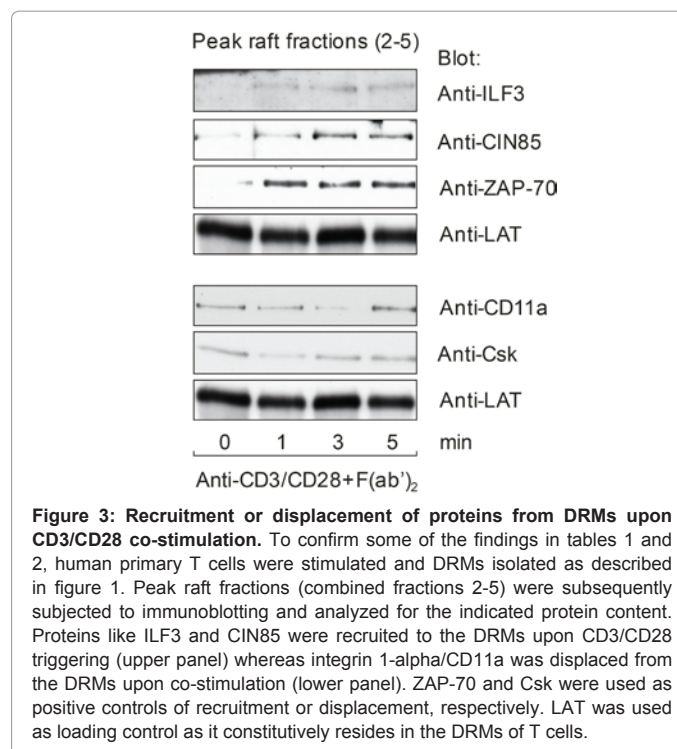 Peak raft fractions (2-5)
Blot:
Anti-ILF3
Anti-CIN85
Anti-ZAP-70
Anti-LAT
Anti-CD11a
Anti-Csk
Anti-LAT
0 1 3 5 min
Anti-CD3/CD28+F(ab')₂
Figure 3: Recruitment or displacement of proteins from DRMs upon
CD3/CD28 co-stimulation. To confirm some of the findings in tables 1 and
2, human primary T cells were stimulated and DRMs isolated as described
in figure 1. Peak raft fractions (combined fractions 2-5) were subsequently
subjected to immunoblotting and analyzed for the indicated protein content.
Proteins like ILF3 and CIN85 were recruited to the DRMs upon CD3/CD28
triggering (upper panel) whereas integrin 1-alpha/CD11a was displaced from
the DRMs upon co-stimulation (lower panel). ZAP-70 and Csk were used as
positive controls of recruitment or displacement, respectively. LAT was used
as loading control as it constitutively resides in the DRMs of T cells.